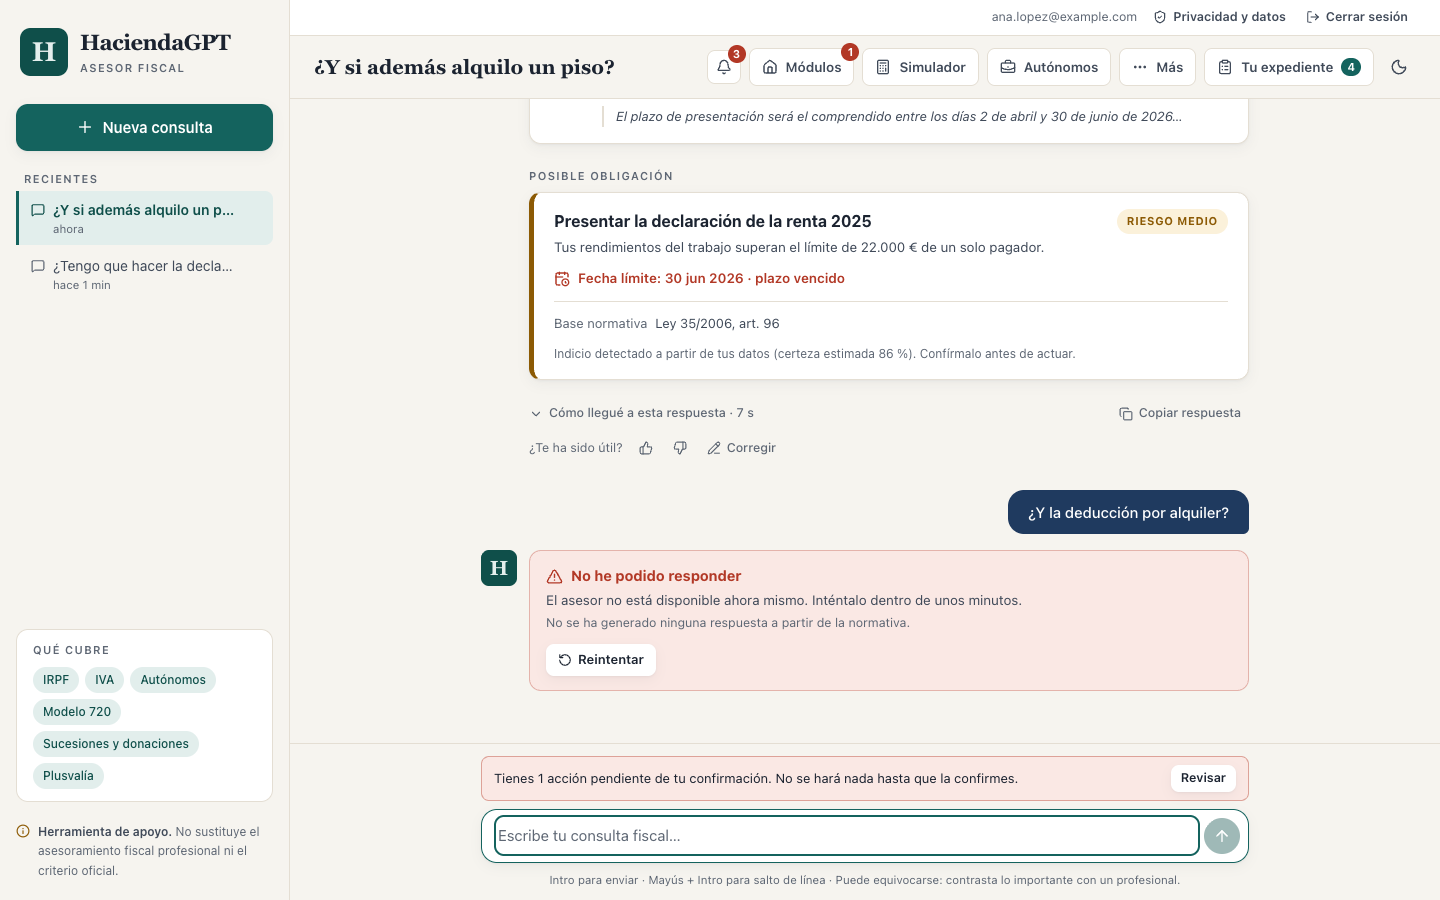 H
HaciendaGPT
ASESOR FISCAL
Nueva consulta
RECIENTES
¿Y si además alquilo un p...
ahora
¿Tengo que hacer la decla...
hace 1 min
QUÉ CUBRE
IRPF
IVA
Autónomos
Modelo 720
Sucesiones y donaciones
Plusvalía
Herramienta de apoyo. No sustituye el
asesoramiento fiscal profesional ni el
criterio oficial.
ana.lopez@example.com
Privacidad y datos
Cerrar sesión
¿Y si además alquilo un piso?
3
Módulos
1
Simulador
Autónomos
Más
Tu expediente
4
El plazo de presentación será el comprendido entre los días 2 de abril y 30 de junio de 2026...
POSIBLE OBLIGACIÓN
Presentar la declaración de la renta 2025
RIESGO MEDIO
Tus rendimientos del trabajo superan el límite de 22.000 € de un solo pagador.
Fecha límite: 30 jun 2026 · plazo vencido
Base normativa Ley 35/2006, art. 96
Indicio detectado a partir de tus datos (certeza estimada 86 %). Confírmalo antes de actuar.
Cómo llegué a esta respuesta · 7 s
Copiar respuesta
¿Te ha sido útil?
Corregir
¿Y la deducción por alquiler?
H
No he podido responder
El asesor no está disponible ahora mismo. Inténtalo dentro de unos minutos.
No se ha generado ninguna respuesta a partir de la normativa.
Reintentar
Tienes 1 acción pendiente de tu confirmación. No se hará nada hasta que la confirmes.
Revisar
Escribe tu consulta fiscal...
Intro para enviar · Mayús + Intro para salto de línea · Puede equivocarse: contrasta lo importante con un profesional.